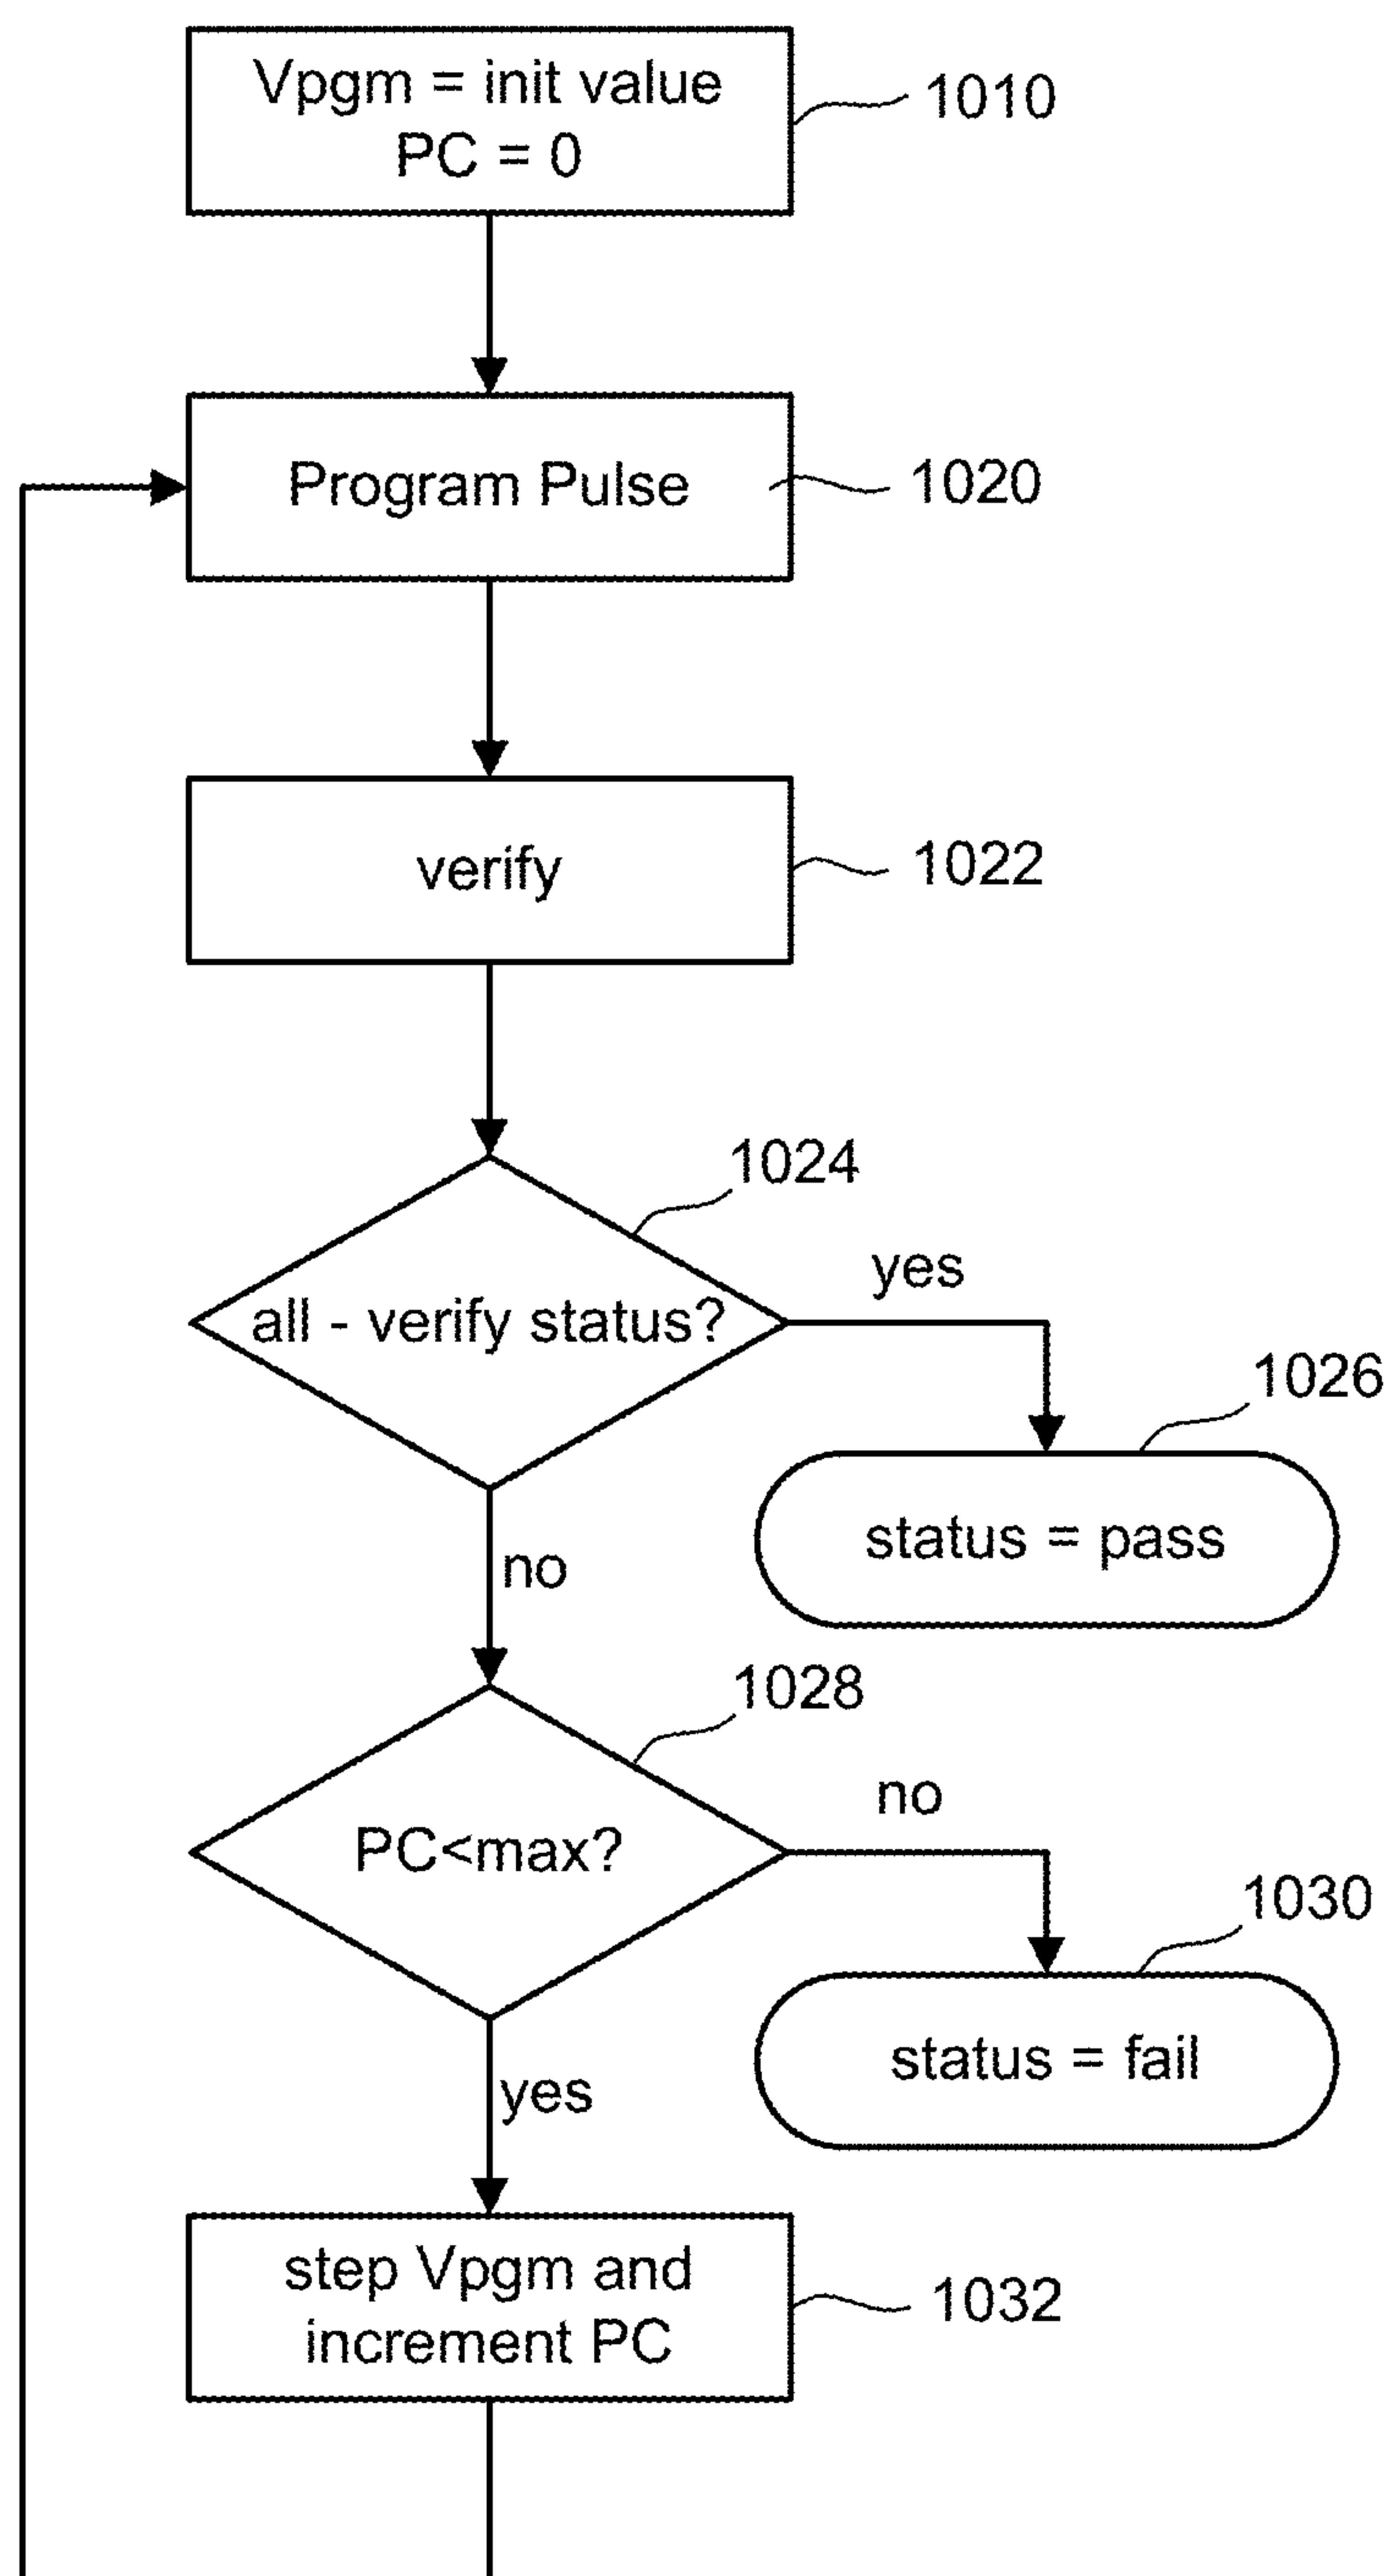 Vpgm = init value
PC = 0
1010
Program Pulse
1020
verify
1022
1024
all - verify status?
yes
1026
status = pass
no
1028
PC<max?
no
1030
status = fail
yes
step Vpgm and
increment PC
1032